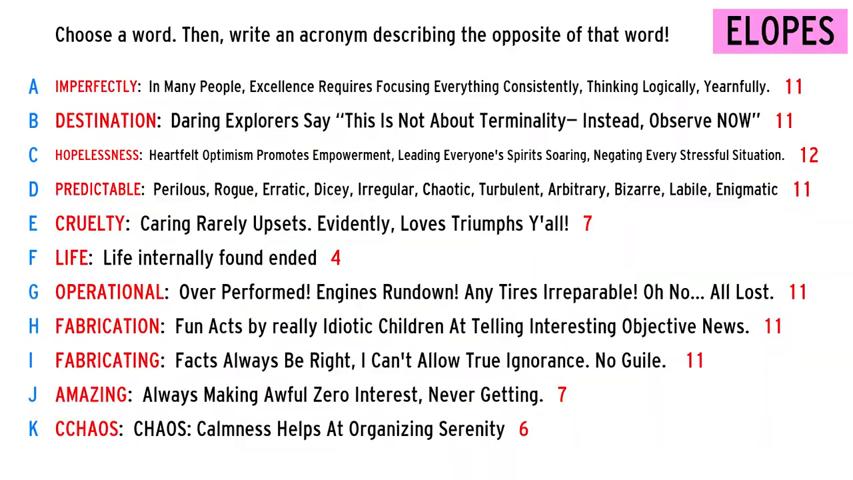 Choose a word. Then, write an acronym describing the opposite of that word!
ELOPES
A IMPERFECTLY: In Many People, Excellence Requires Focusing Everything Consistently, Thinking Logically, Yearnfully. 11
B DESTINATION: Daring Explorers Say “This Is Not About Terminality– Instead, Observe NOW” 11
C HOPELESSNESS: Heartfelt Optimism Promotes Empowerment, Leading Everyone's Spirits Soaring, Negating Every Stressful Situation. 12
D PREDICTABLE: Perilous, Rogue, Erratic, Dicey, Irregular, Chaotic, Turbulent, Arbitrary, Bizarre, Labile, Enigmatic 11
E CRUELTY: Caring Rarely Upsets. Evidently, Loves Triumphs Y'all! 7
F LIFE: Life internally found ended 4
G OPERATIONAL: Over Performed! Engines Rundown! Any Tires Irreparable! Oh No... All Lost. 11
H FABRICATION: Fun Acts by really Idiotic Children At Telling Interesting Objective News. 11
I FABRICATING: Facts Always Be Right, I Can't Allow True Ignorance. No Guile. 11
J AMAZING: Always Making Awful Zero Interest, Never Getting. 7
K CCHAOS: CHAOS: Calmness Helps At Organizing Serenity 6